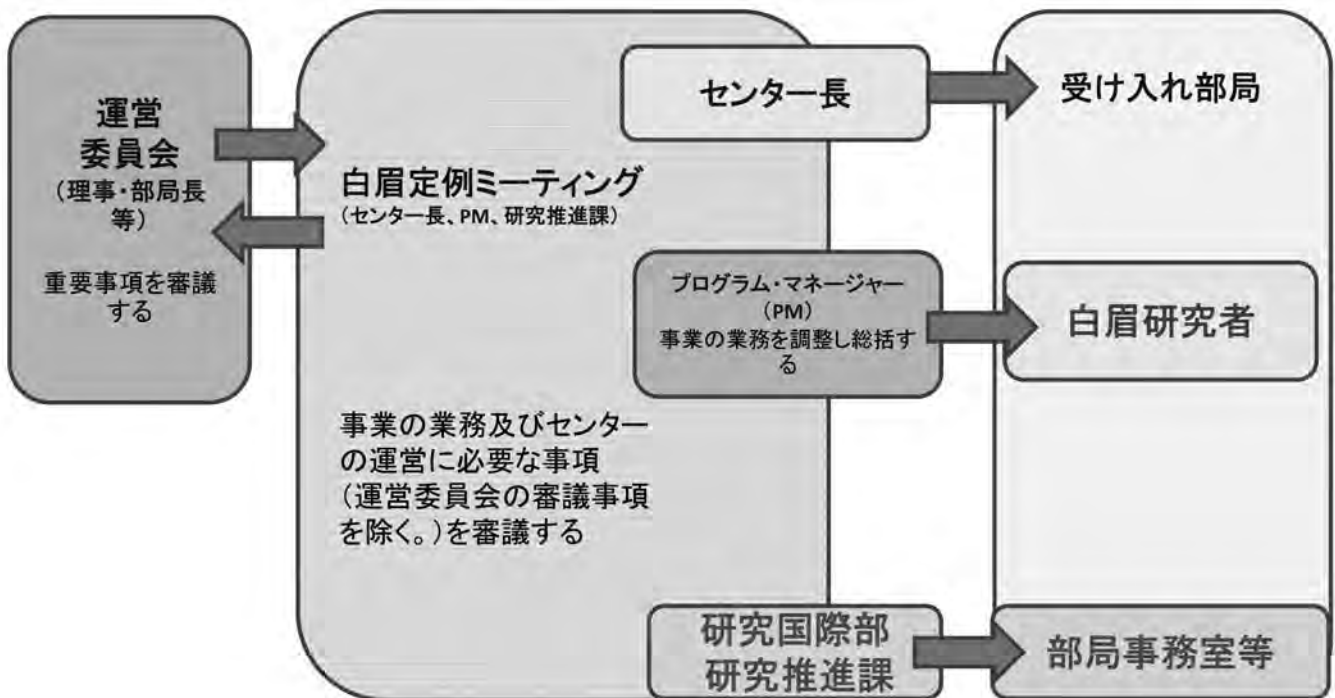 運営
委員会
（理事・部局長
等）
重要事項を審議
する
白眉定例ミーティング
（センター長、PM、研究推進課）
事業の業務及びセンター
の運営に必要な事項
（運営委員会の審議事項
を除く。）を審議する
センター長
プログラム・マネージャー
（PM）
事業の業務を調整し総括す
る
研究国際部
研究推進課
受け入れ部局
白眉研究者
部局事務室等